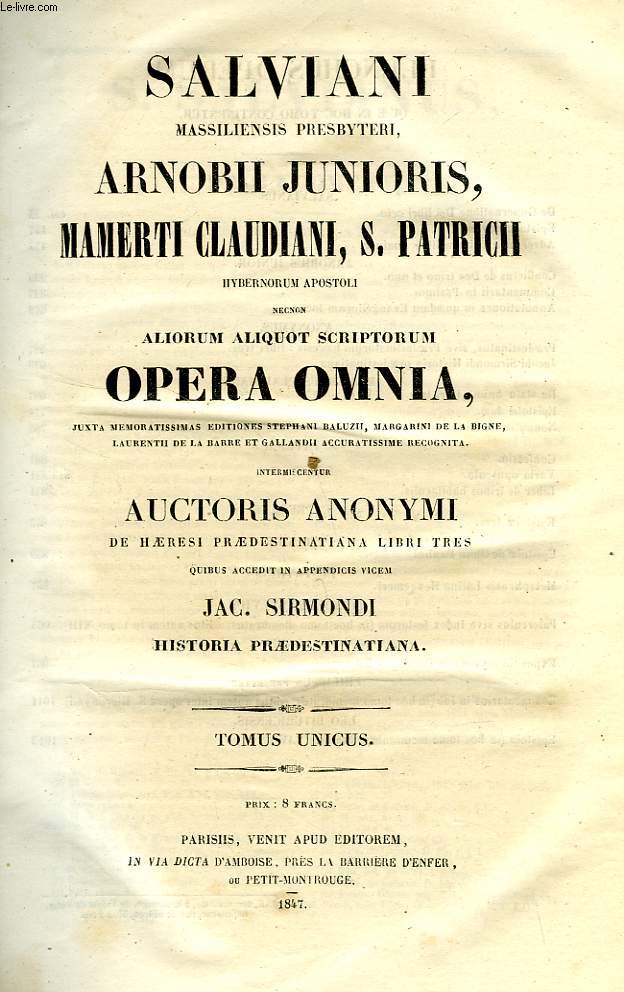 Le-livre.com
SALVIANI
MASSILIENSIS PRESBYTERI,
ARNOBII JUNIORIS,
MAMERTI CLAUDIANI, S. PATRICII
HYBERNORUM APOSTOLI
NECNON
ALIORUM ALIQUOT SCRIPTORUM
OPERA OMNIA,
JUXTA MEMORATISSIMAS EDITIONES STEPHANI BALUZII, MARGARINI DE LA BIGNE,
LAURENTII DE LA BARRE ET GALLANDII ACCURATISSIME RECOGNITA.
INTERMISCENTUR
AUCTORIS ANONYMI
DE HÆRESI PRÆDESTINATIANA LIBRI TRES
QUIBUS ACCEDIT IN APPENDICIS VICEM
JAC. SIRMONDI
HISTORIA PRÆDESTINATIANA.
TOMUS UNICUS.
PRIX : 8 FRANCS.
PARISIIS, VENIT APUD EDITOREM,
IN VIA DICTA D'AMBOISE, PRÈS LA BARRIÈRE D'ENFER,
OU PETIT-MONTROUGE.
1847.